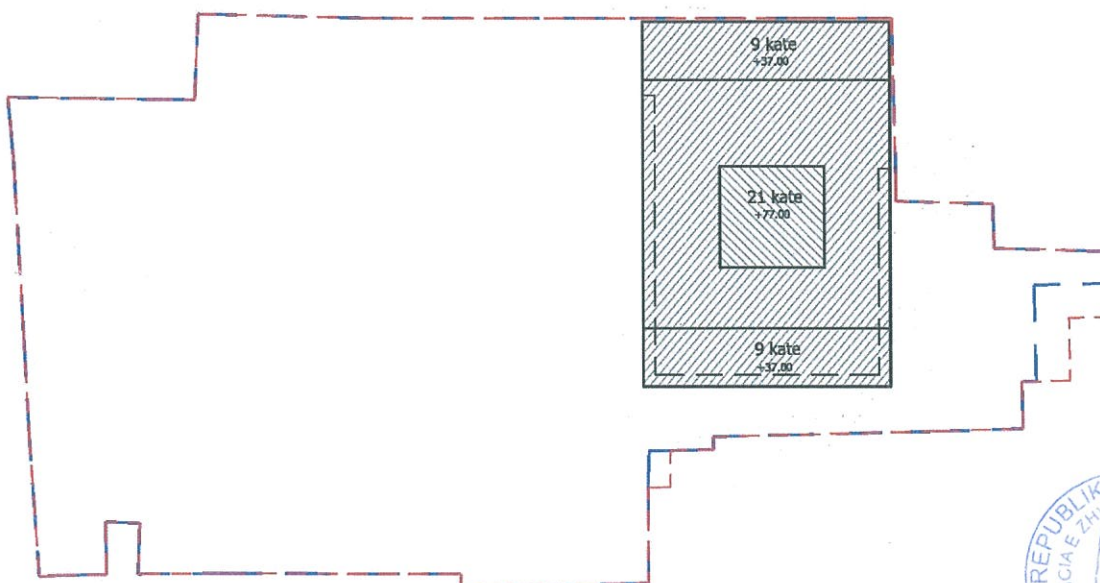 9 kate
+37.00
21 kate
+77.00
9 kate
+37.00
REPUBLIK
CIA E ZH